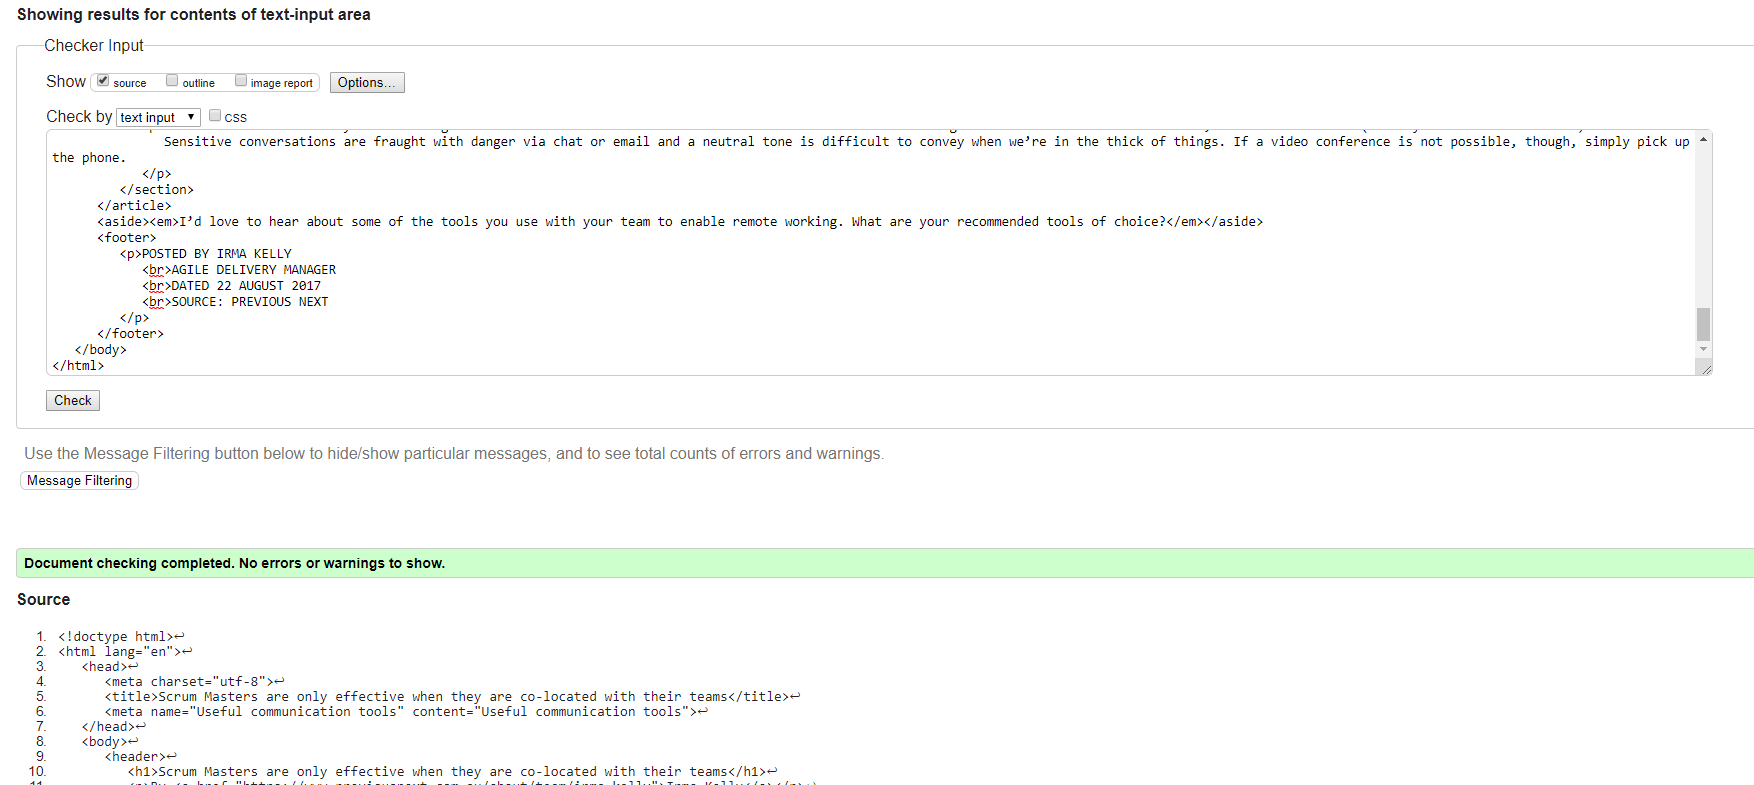 Showing results for contents of text-input area
Checker Input
Show source outline image report Options...
Check by text input css
Sensitive conversations are fraught with danger via chat or email and a neutral tone is difficult to convey when we’re in the thick of things. If a video conference is not possible, though, simply pick up
the phone.
</p>
</section>
</article>
<aside><em>I’d love to hear about some of the tools you use with your team to enable remote working. What are your recommended tools of choice?</em></aside>
<footer>
<p>POSTED BY IRMA KELLY
<br>AGILE DELIVERY MANAGER
<br>DATED 22 AUGUST 2017
<br>SOURCE: PREVIOUS NEXT
</p>
</footer>
</body>
</html>
Check
Use the Message Filtering button below to hide/show particular messages, and to see total counts of errors and warnings.
Message Filtering
Document checking completed. No errors or warnings to show.
Source
1. <!doctype html>↩
2. <html lang="en">↩
3. <head>↩
4. <meta charset="utf-8">↩
5. <title>Scrum Masters are only effective when they are co-located with their teams</title>↩
6. <meta name="Useful communication tools" content="Useful communication tools">↩
7. </head>↩
8. <body>↩
9. <header>↩
10. <h1>Scrum Masters are only effective when they are co-located with their teams</h1>↩